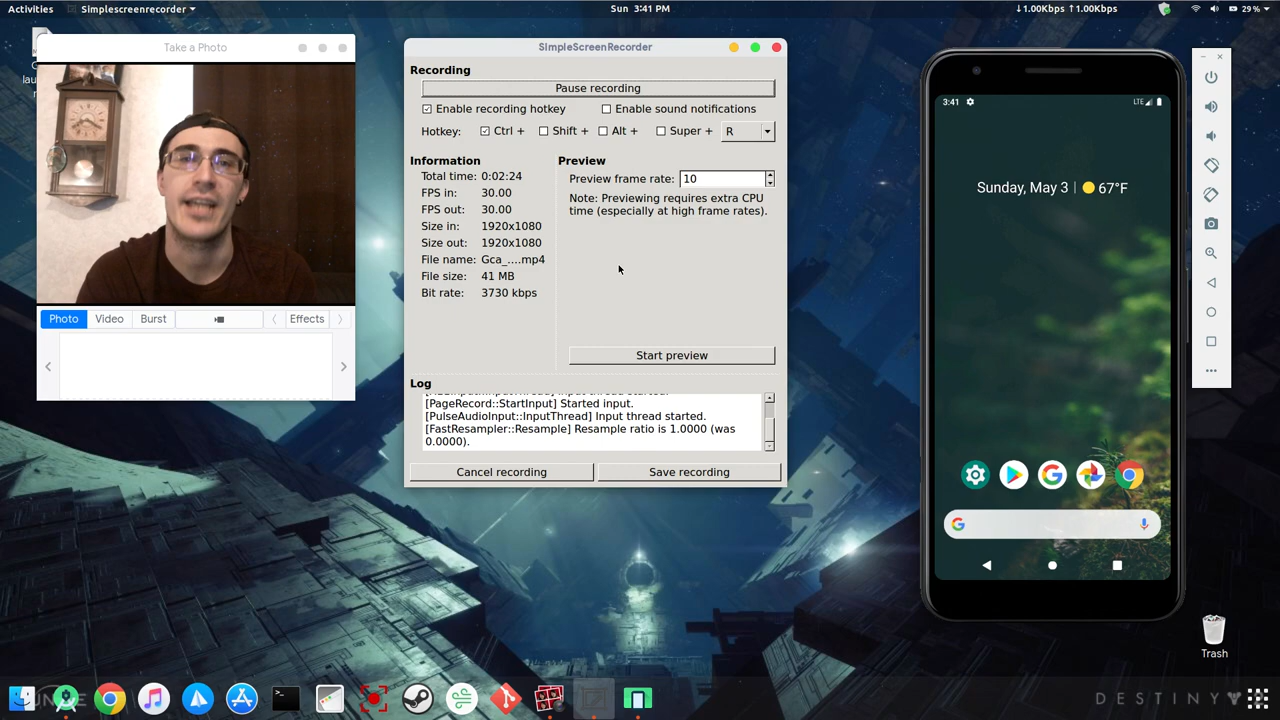 Activities
Simplescreenrecorder
Sun 3:41 PM
↓1.00Kbps ↑1.00Kbps
29%
Take a Photo
Photo
Video
Burst
Effects
SimpleScreenRecorder
Recording
Pause recording
Enable recording hotkey
Enable sound notifications
Hotkey:
Ctrl +
Shift +
Alt +
Super +
R
Information
Total time: 0:02:24
FPS in: 30.00
FPS out: 30.00
Size in: 1920x1080
Size out: 1920x1080
File name: Gca_....mp4
File size: 41 MB
Bit rate: 3730 kbps
Preview
Preview frame rate: 10
Note: Previewing requires extra CPU
time (especially at high frame rates).
Start preview
Log
[PageRecord::StartInput] Started input.
[PulseAudioInput::InputThread] Input thread started.
[FastResampler::Resample] Resample ratio is 1.0000 (was
0.0000).
Cancel recording
Save recording
3:41
LTE
Sunday, May 3
67°F
Trash
DESTINY